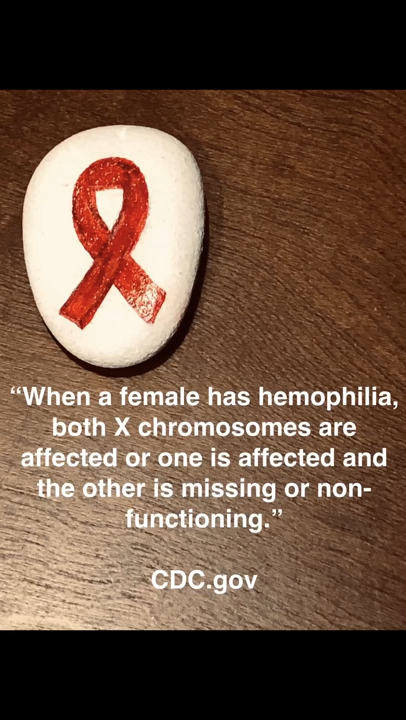 “When a female has hemophilia,
both X chromosomes are
affected or one is affected and
the other is missing or non-
functioning.”
CDC.gov